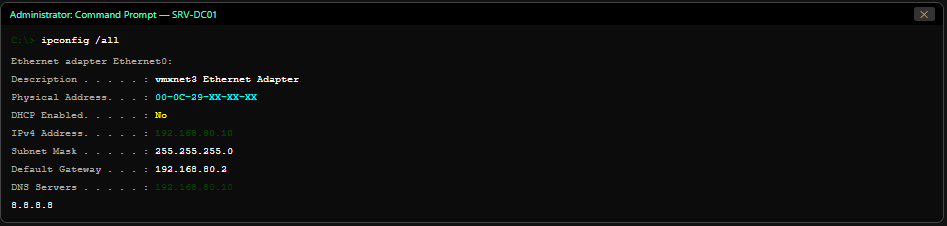 Administrator: Command Prompt — SRV-DC01
C:\> ipconfig /all
Ethernet adapter Ethernet0:
Description . . . . . : vmxnet3 Ethernet Adapter
Physical Address. . . : 00-0C-29-XX-XX-XX
DHCP Enabled. . . . . : No
IPv4 Address. . . . . : 192.168.80.10
Subnet Mask . . . . . : 255.255.255.0
Default Gateway . . . : 192.168.80.2
DNS Servers . . . . . : 192.168.80.10
8.8.8.8